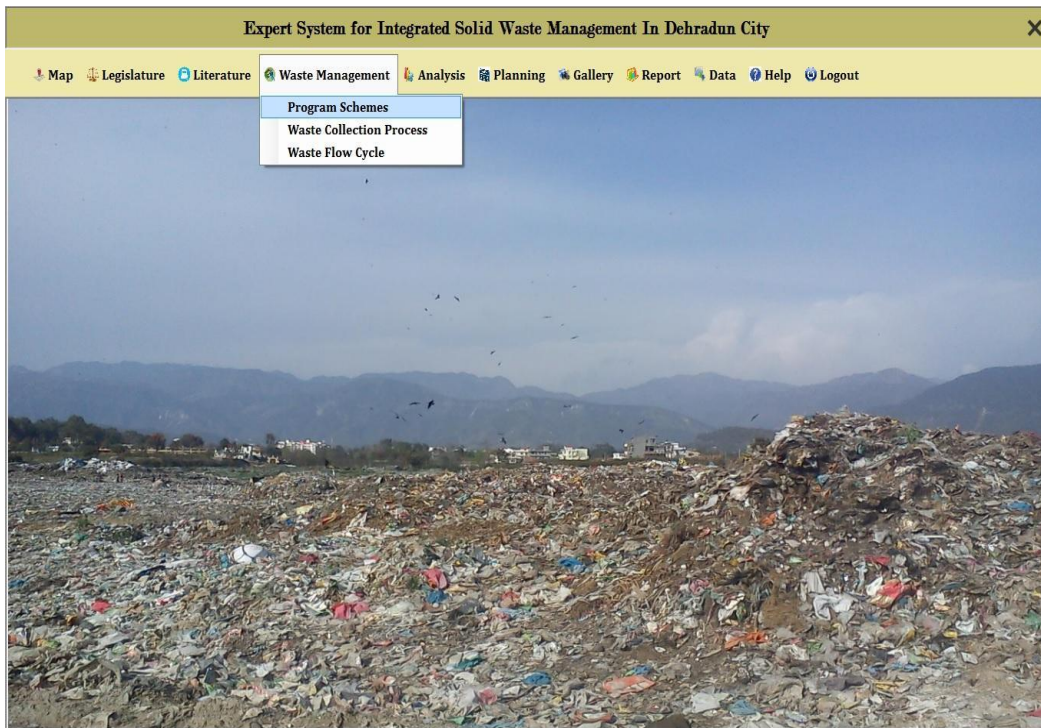 Expert System for Integrated Solid Waste Management In Dehradun City
Map Legislature Literature Waste Management Analysis Planning Gallery Report Data Help Logout
Program Schemes
Waste Collection Process
Waste Flow Cycle